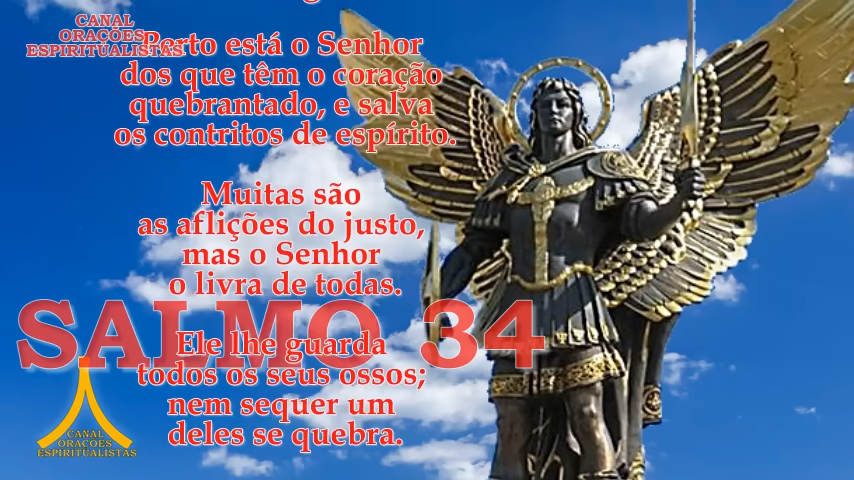 CANAL
ORAÇÕES
ESPIRITUALISTAS
Perto está o Senhor
dos que têm o coração
quebrantado, e salva
os contritos de espírito.
Muitas são
as aflições do justo,
mas o Senhor
o livra de todas.
SALMO 34
Ele lhe guarda
todos os seus ossos;
nem sequer um
deles se quebra.
CANAL
ORAÇÕES
ESPIRITUALISTAS